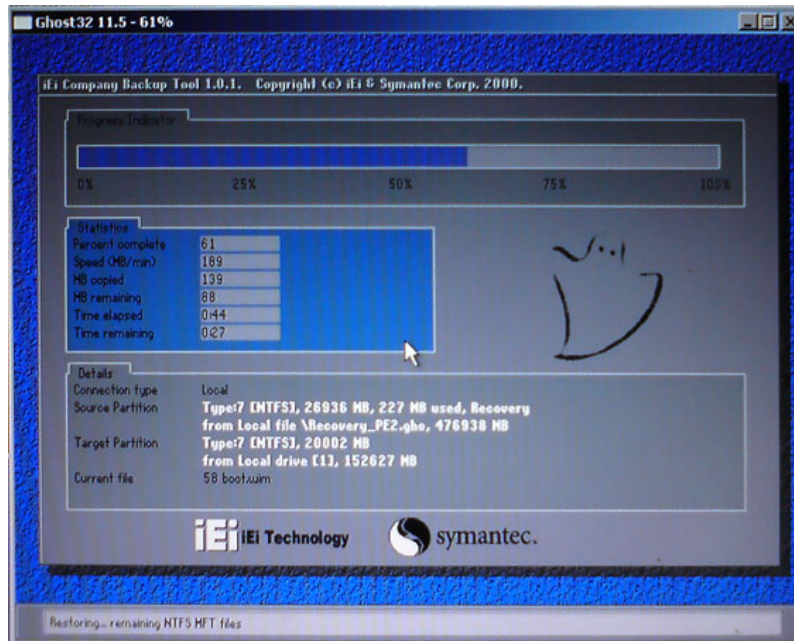 Ghost32 11.5 - 61%
iEi Company Backup Tool 1.0.1. Copyright (c) iEi & Symantec Corp. 2000.
Progress Indicator
0% 25% 50% 75% 100%
Statistics
Percent complete 61
Speed (MB/min) 189
MB copied 139
MB remaining 88
Time elapsed 0:44
Time remaining 0:27
Details
Connection type Local
Source Partition Type:7 [NTFS], 26936 MB, 227 MB used, Recovery
from Local file \Recovery_PE2.gho, 476938 MB
Target Partition Type:7 [NTFS], 20002 MB
from Local drive [1], 152627 MB
Current file 58 boot.wim
iEi iEi Technology symantec.
Restoring... remaining NTFS MFT files